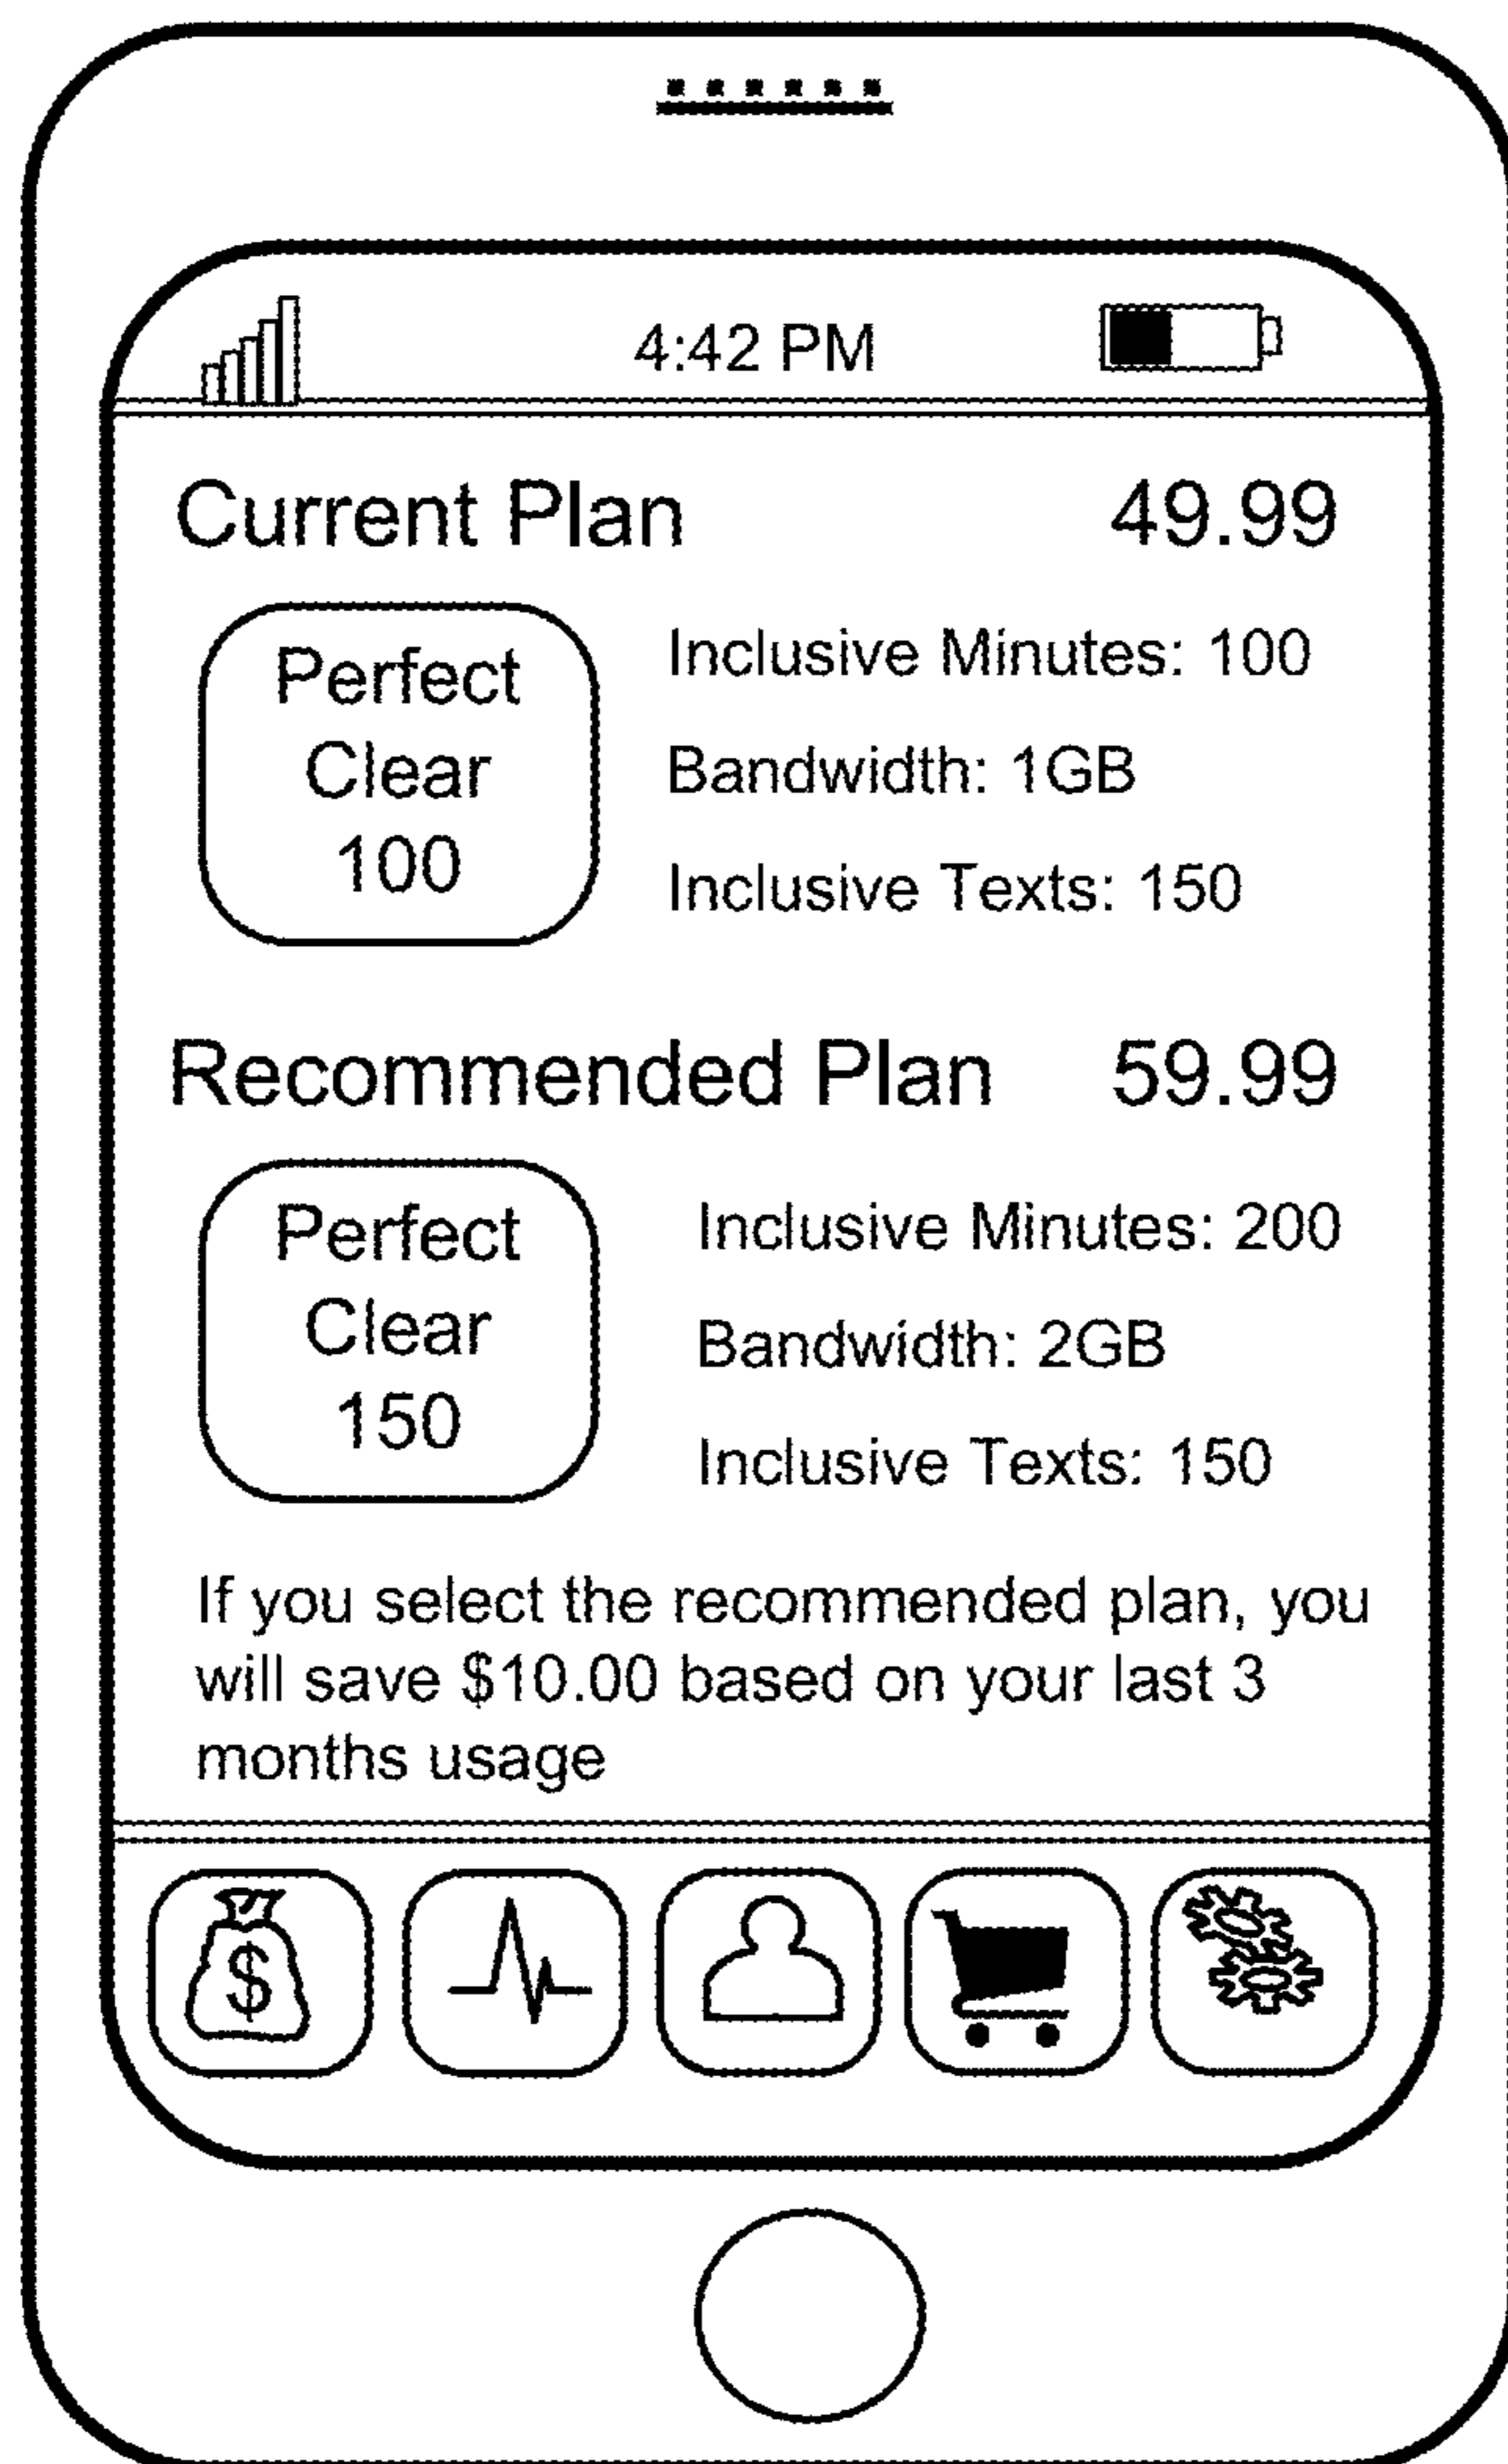 4:42 PM
Current Plan 49.99
Perfect
Clear
100
Inclusive Minutes: 100
Bandwidth: 1GB
Inclusive Texts: 150
Recommended Plan 59.99
Perfect
Clear
150
Inclusive Minutes: 200
Bandwidth: 2GB
Inclusive Texts: 150
If you select the recommended plan, you
will save $10.00 based on your last 3
months usage
$